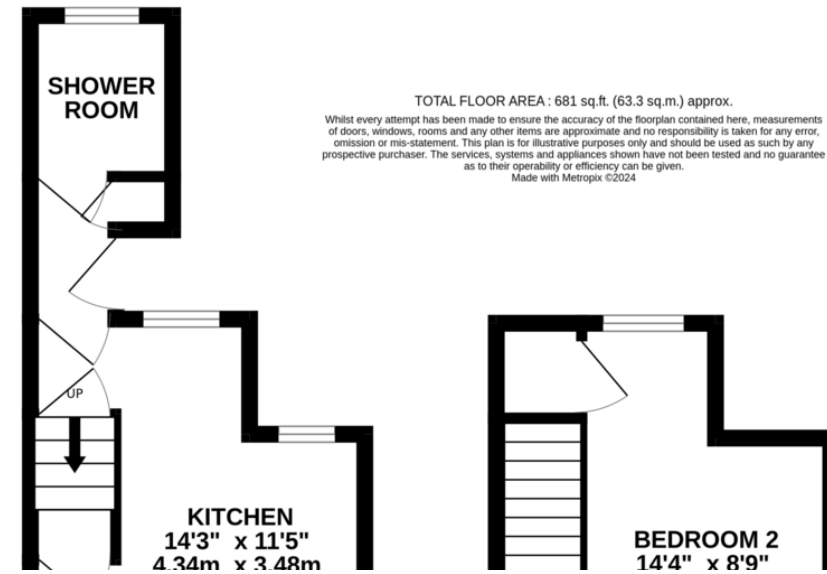 SHOWER
ROOM
TOTAL FLOOR AREA : 681 sq.ft. (63.3 sq.m.) approx.
Whilst every attempt has been made to ensure the accuracy of the floorplan contained here, measurements
of doors, windows, rooms and any other items are approximate and no responsibility is taken for any error,
omission or mis-statement. This plan is for illustrative purposes only and should be used as such by any
prospective purchaser. The services, systems and appliances shown have not been tested and no guarantee
as to their operability or efficiency can be given.
Made with Metropix ©2024
UP
KITCHEN
14'3" x 11'5"
4.34m x 3.48m
BEDROOM 2
14'4" x 8'9"